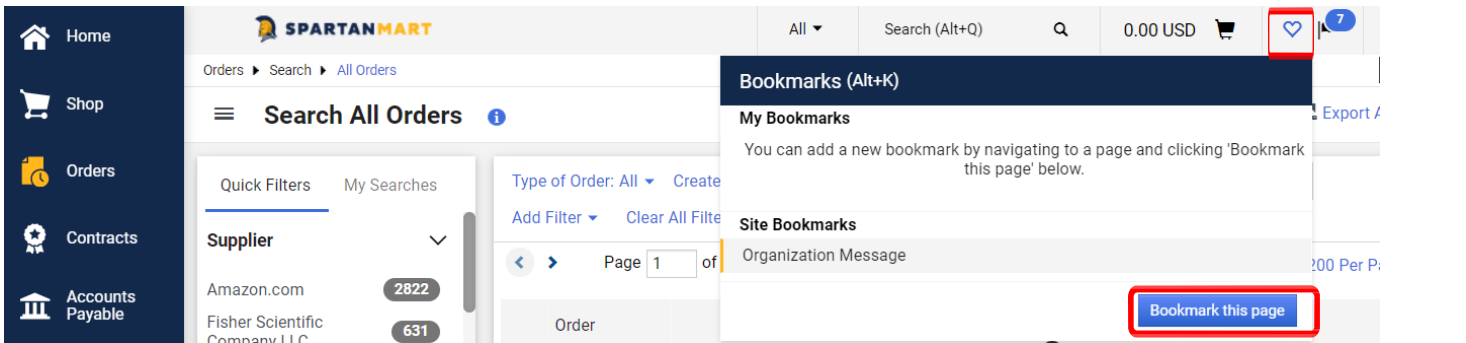 Home
Shop
Orders
Contracts
Accounts
Payable
SPARTANMART
All
Search (Alt+Q)
0.00 USD
7
Orders Search All Orders
Search All Orders
Export A
Quick Filters My Searches
Supplier
Amazon.com 2822
Fisher Scientific
Company LLC 631
Type of Order: All Create
Add Filter Clear All Filte
Page 1 of
200 Per Pa
Order
Bookmarks (Alt+K)
My Bookmarks
You can add a new bookmark by navigating to a page and clicking 'Bookmark
this page' below.
Site Bookmarks
Organization Message
Bookmark this page